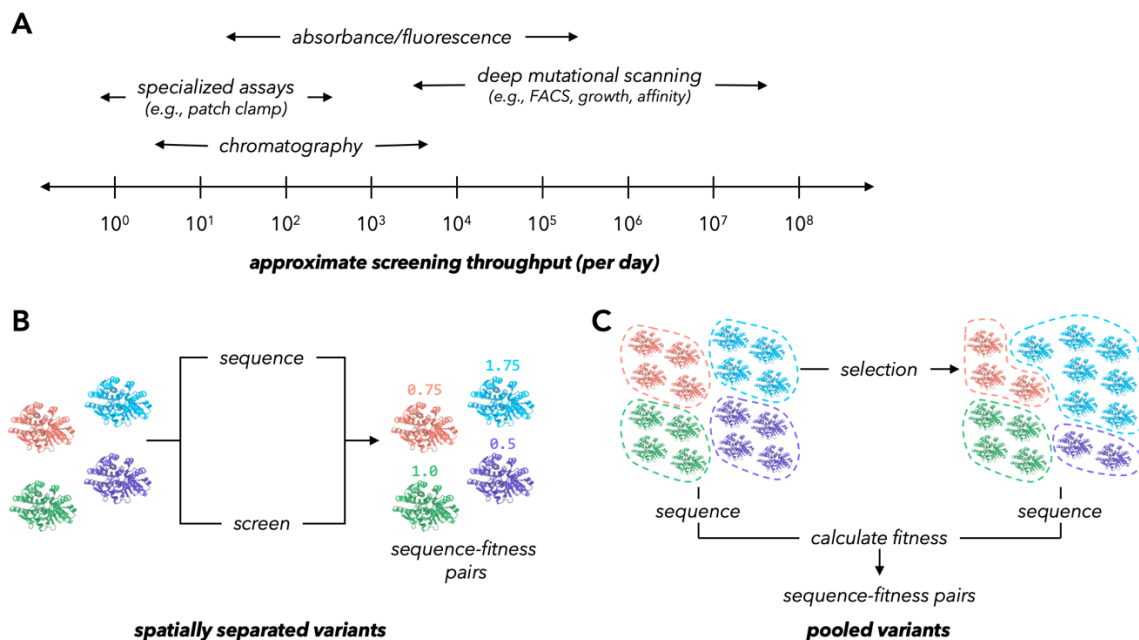 A
absorbance/fluorescence
deep mutational scanning
(e.g., FACS, growth, affinity)
specialized assays
(e.g., patch clamp)
chromatography
10⁰ 10¹ 10² 10³ 10⁴ 10⁵ 10⁶ 10⁷ 10⁸
approximate screening throughput (per day)
B
sequence
screen
1.75
0.75
0.5
1.0
sequence-fitness
pairs
spatially separated variants
C
selection
sequence
sequence
calculate fitness
sequence-fitness pairs
pooled variants